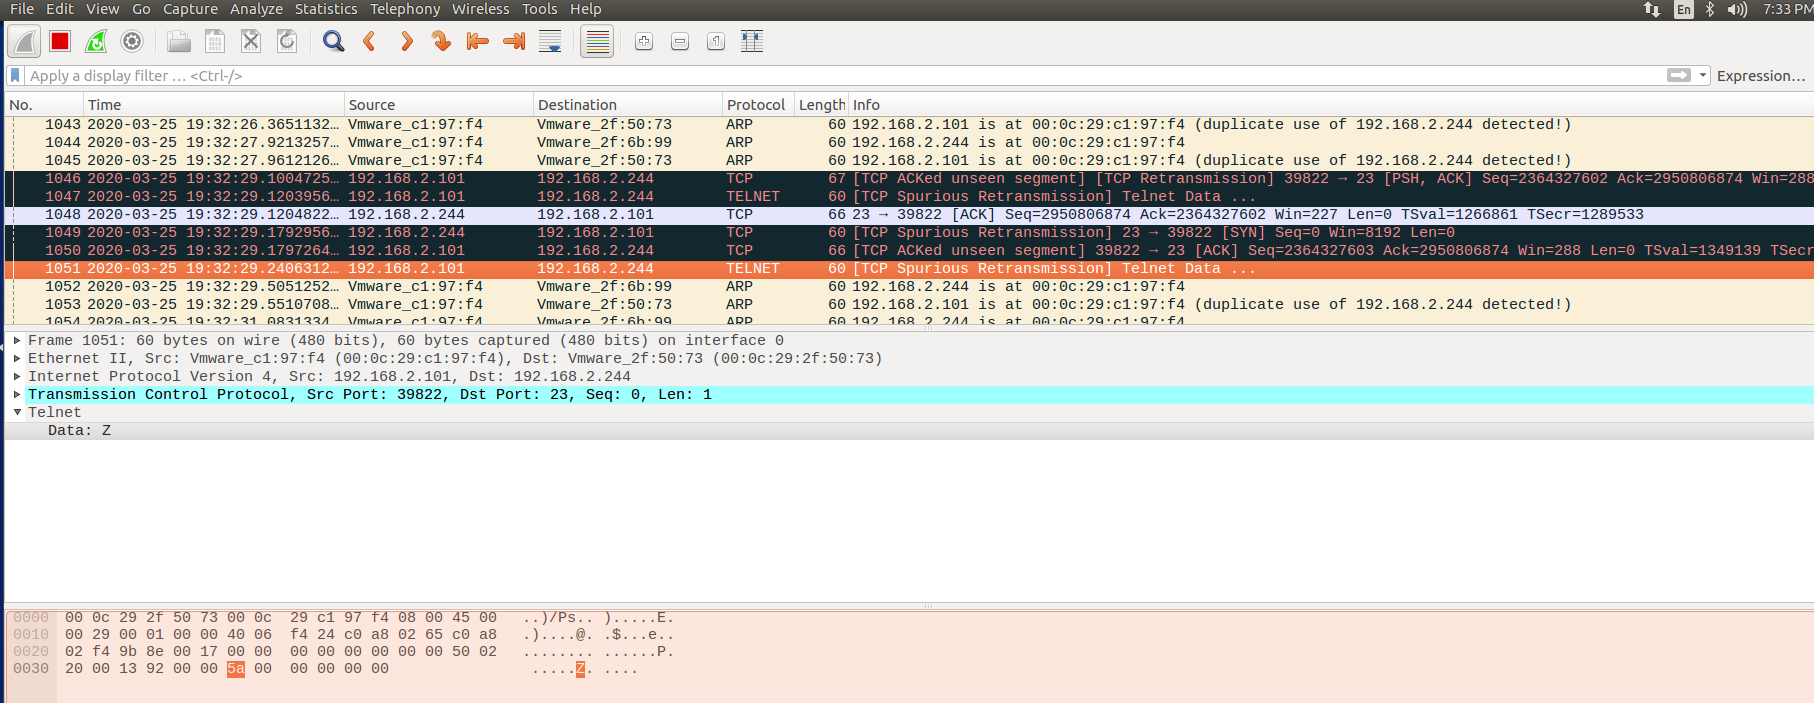 File Edit View Go Capture Analyze Statistics Telephony Wireless Tools Help En 7:33 PM
Apply a display filter … <Ctrl-/> Expression…
No. Time Source Destination Protocol Length Info
1043 2020-03-25 19:32:26.3651132… Vmware_c1:97:f4 Vmware_2f:50:73 ARP 60 192.168.2.101 is at 00:0c:29:c1:97:f4 (duplicate use of 192.168.2.244 detected!)
1044 2020-03-25 19:32:27.9213257… Vmware_c1:97:f4 Vmware_2f:6b:99 ARP 60 192.168.2.244 is at 00:0c:29:c1:97:f4
1045 2020-03-25 19:32:27.9612126… Vmware_c1:97:f4 Vmware_2f:50:73 ARP 60 192.168.2.101 is at 00:0c:29:c1:97:f4 (duplicate use of 192.168.2.244 detected!)
1046 2020-03-25 19:32:29.1004725… 192.168.2.101 192.168.2.244 TCP 67 [TCP ACKed unseen segment] [TCP Retransmission] 39822 → 23 [PSH, ACK] Seq=2364327602 Ack=2950806874 Win=288
1047 2020-03-25 19:32:29.1203956… 192.168.2.101 192.168.2.244 TELNET 60 [TCP Spurious Retransmission] Telnet Data ...
1048 2020-03-25 19:32:29.1204822… 192.168.2.244 192.168.2.101 TCP 66 23 → 39822 [ACK] Seq=2950806874 Ack=2364327602 Win=227 Len=0 TSval=1266861 TSecr=1289533
1049 2020-03-25 19:32:29.1792956… 192.168.2.244 192.168.2.101 TCP 60 [TCP Spurious Retransmission] 23 → 39822 [SYN] Seq=0 Win=8192 Len=0
1050 2020-03-25 19:32:29.1797264… 192.168.2.101 192.168.2.244 TCP 66 [TCP ACKed unseen segment] 39822 → 23 [ACK] Seq=2364327603 Ack=2950806874 Win=288 Len=0 TSval=1349139 TSecr
1051 2020-03-25 19:32:29.2406312… 192.168.2.101 192.168.2.244 TELNET 60 [TCP Spurious Retransmission] Telnet Data ...
1052 2020-03-25 19:32:29.5051252… Vmware_c1:97:f4 Vmware_2f:6b:99 ARP 60 192.168.2.244 is at 00:0c:29:c1:97:f4
1053 2020-03-25 19:32:29.5510708… Vmware_c1:97:f4 Vmware_2f:50:73 ARP 60 192.168.2.101 is at 00:0c:29:c1:97:f4 (duplicate use of 192.168.2.244 detected!)
1054 2020-03-25 19:32:31.0831334 Vmware_c1:97:f4 Vmware_2f:6b:99 ARP 60 192.168.2.244 is at 00:0c:29:c1:97:f4
Frame 1051: 60 bytes on wire (480 bits), 60 bytes captured (480 bits) on interface 0
Ethernet II, Src: Vmware_c1:97:f4 (00:0c:29:c1:97:f4), Dst: Vmware_2f:50:73 (00:0c:29:2f:50:73)
Internet Protocol Version 4, Src: 192.168.2.101, Dst: 192.168.2.244
Transmission Control Protocol, Src Port: 39822, Dst Port: 23, Seq: 0, Len: 1
Telnet
Data: Z
0000 00 0c 29 2f 50 73 00 0c 29 c1 97 f4 08 00 45 00 ..)/Ps.. ).....E.
0010 00 29 00 01 00 00 40 06 f4 24 c0 a8 02 65 c0 a8 .)....@. .$...e..
0020 02 f4 9b 8e 00 17 00 00 00 00 00 00 00 00 50 02 ........ ......P.
0030 20 00 13 92 00 00 5a 00 00 00 00 00 .....Z. ....